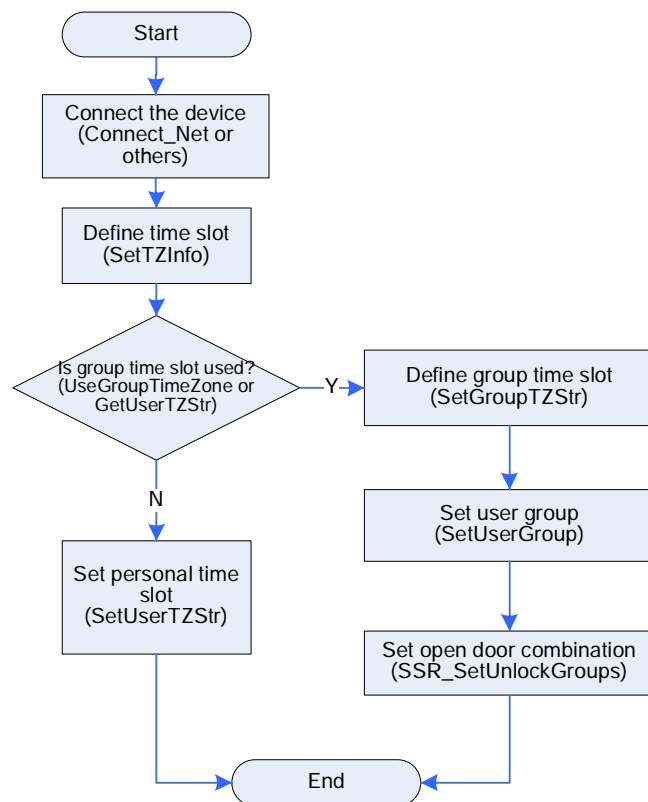 Start
Connect the device
(Connect_Net or
others)
Define time slot
(SetTZInfo)
Is group time slot used?
(UseGroupTimeZone or
GetUserTZStr)
Y
Define group time slot
(SetGroupTZStr)
N
Set user group
(SetUserGroup)
Set personal time
slot
(SetUserTZStr)
Set open door combination
(SSR_SetUnlockGroups)
End